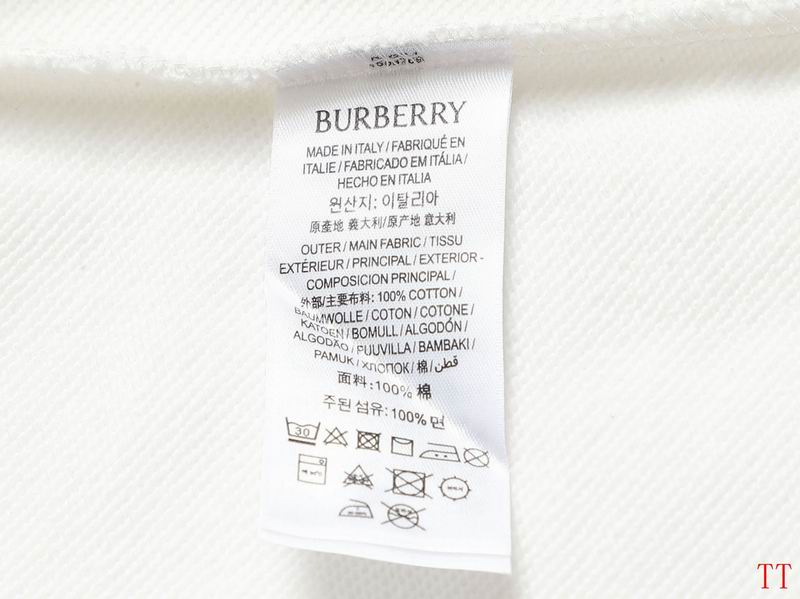 BURBERRY
MADE IN ITALY / FABRIQUÉ EN
ITALIE / FABRICADO EM ITÁLIA /
HECHO EN ITALIA
원산지: 이탈리아
原產地 義大利/原产地 意大利
OUTER / MAIN FABRIC / TISSU
EXTÉRIEUR / PRINCIPAL / EXTERIOR -
COMPOSICION PRINCIPAL /
外部/主要布料: 100% COTTON /
BAUMWOLLE / COTON / COTONE /
KATOEN / BOMULL / ALGODÓN /
ALGODÃO / PUUVILLA / BAMBAKI /
PAMUK / ХЛОПОК / 棉 / قطن
面料:100% 棉
주된 섬유: 100% 면
30
TT